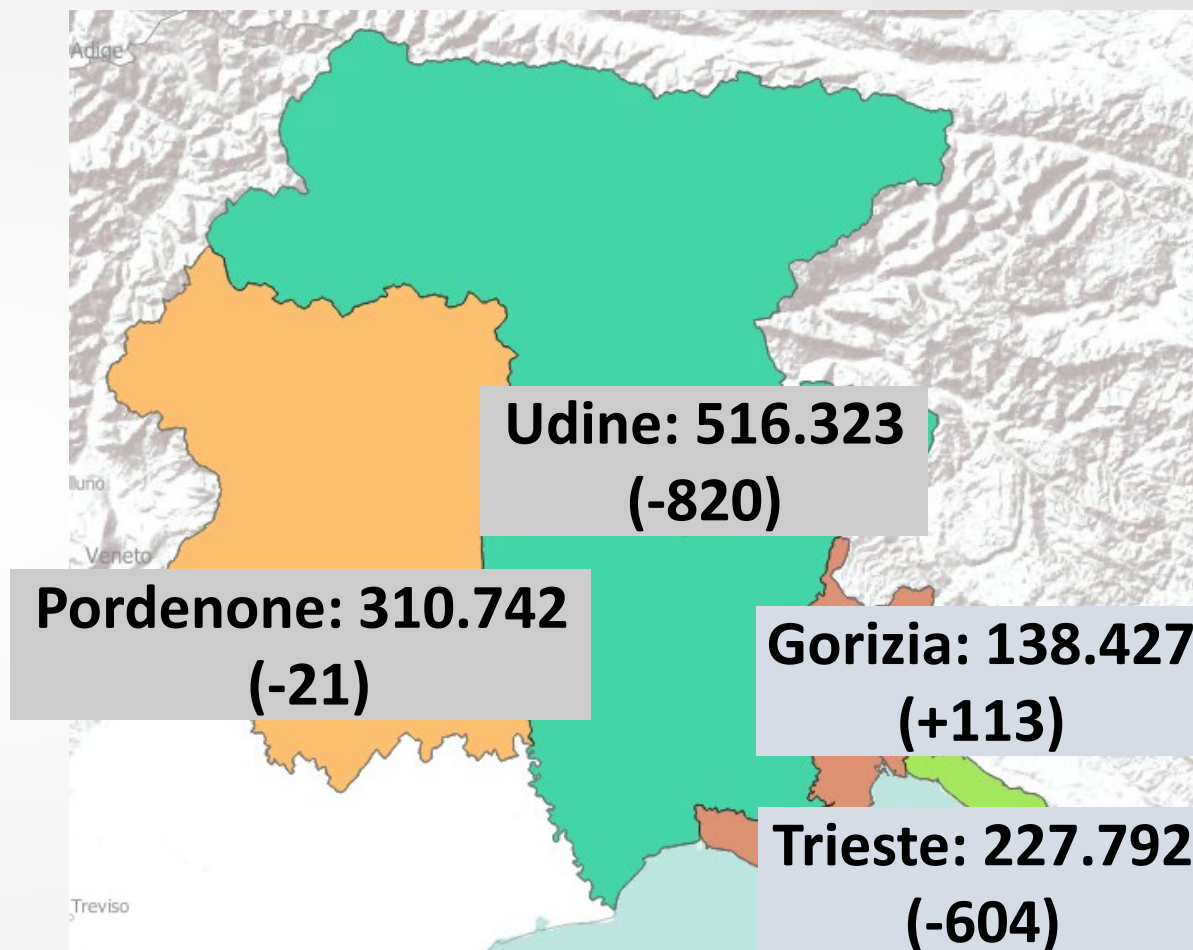 Adige
Udine: 516.323
(-820)
lluno
Veneto
Pordenone: 310.742
(-21)
Gorizia: 138.427
(+113)
Trieste: 227.792
(-604)
Treviso